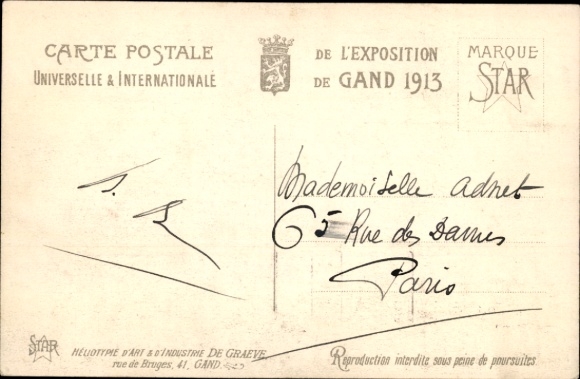 CARTE POSTALE
UNIVERSELLE & INTERNATIONALE
DE L'EXPOSITION
DE GAND 1913
MARQUE
STAR
Mademoiselle Adnet
65 Rue des Dames
Paris
STAR
HÉLIOTYPIE D'ART & D'INDUSTRIE DE GRAEVE,
rue de Bruges, 41, GAND.
Reproduction interdite sous peine de poursuites.